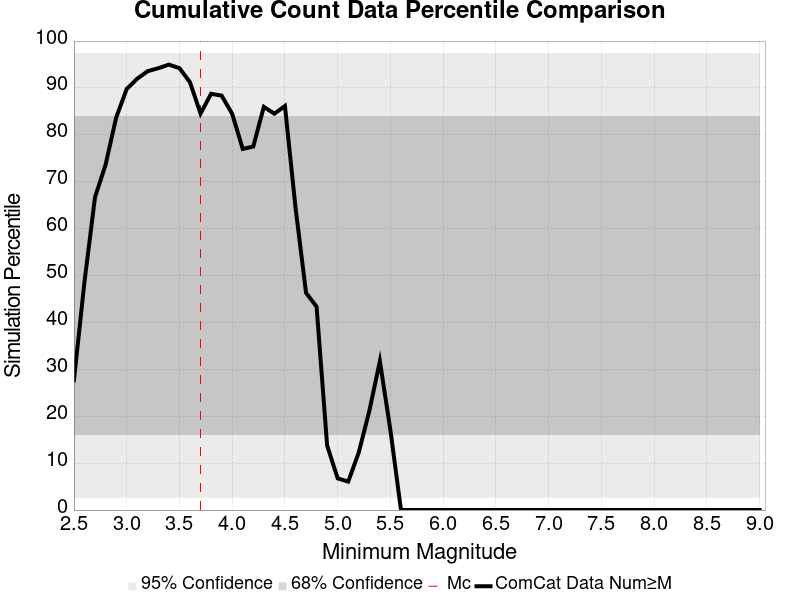 Cumulative Count Data Percentile Comparison
100
90
80
70
60
50
40
30
20
10
0
Simulation Percentile
2.5 3.0 3.5 4.0 4.5 5.0 5.5 6.0 6.5 7.0 7.5 8.0 8.5 9.0
Minimum Magnitude
95% Confidence 68% Confidence Mc ComCat Data Num≥M